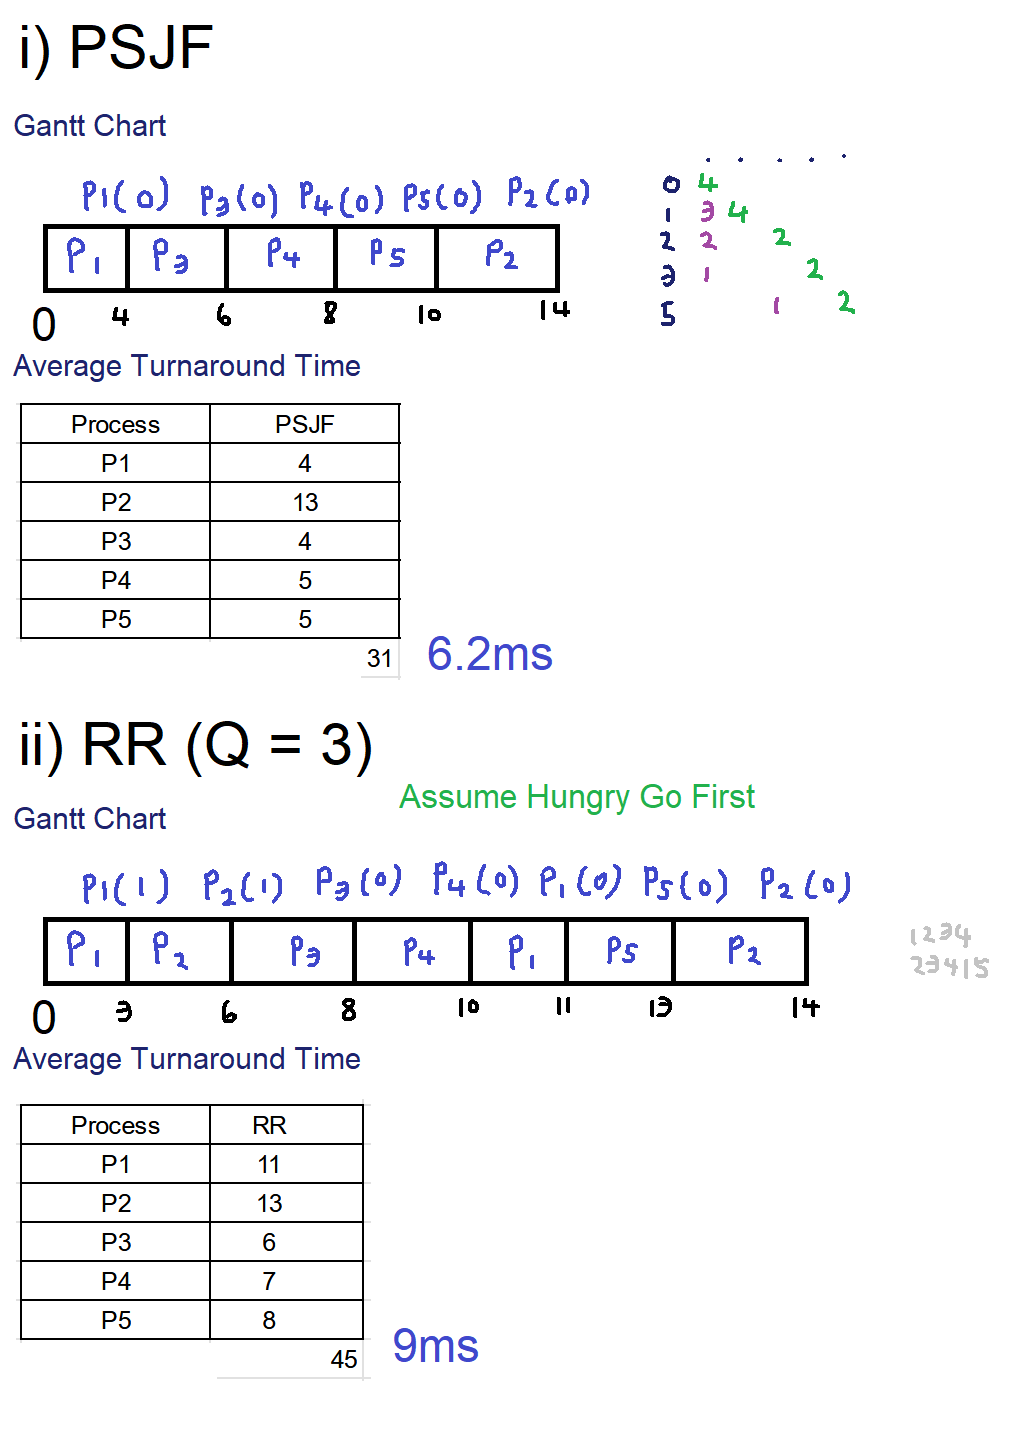 i) PSJF
Gantt Chart
P1(0) P3(0) P4(0) P5(0) P2(0)
P1 P3 P4 P5 P2
0 4 6 8 10 14
0 4
1 3 4
2 2 2
3 1 2
5 1 2
Average Turnaround Time
Process PSJF
P1 4
P2 13
P3 4
P4 5
P5 5
31
6.2ms
ii) RR (Q = 3)
Assume Hungry Go First
Gantt Chart
P1(1) P2(1) P3(0) P4(0) P1(0) P5(0) P2(0)
P1 P2 P3 P4 P1 P5 P2
0 3 6 8 10 11 13 14
1234
23415
Average Turnaround Time
Process RR
P1 11
P2 13
P3 6
P4 7
P5 8
45
9ms